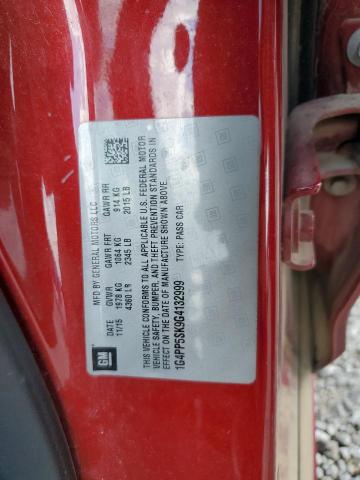 MFD BY GENERAL MOTORS LLC
DATE GVWR GAWR FRT GAWR RR
11/15 1978 KG 1064 KG 914 KG
4360 LB 2345 LB 2015 LB
THIS VEHICLE CONFORMS TO ALL APPLICABLE U.S. FEDERAL MOTOR
VEHICLE SAFETY, BUMPER, AND THEFT PREVENTION STANDARDS IN
EFFECT ON THE DATE OF MANUFACTURE SHOWN ABOVE.
1G4PP5SK9G4132999 TYPE: PASS CAR
GM